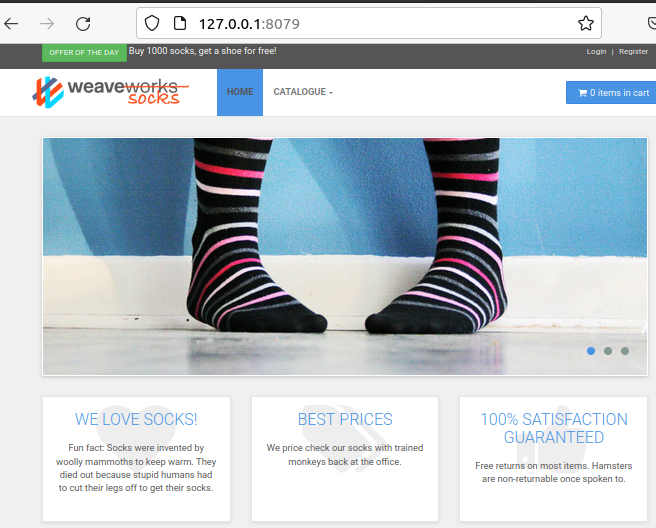 127.0.0.1:8079
OFFER OF THE DAY Buy 1000 socks, get a shoe for free!
Login | Register
weaveworks
socks
HOME
CATALOGUE
0 items in cart
WE LOVE SOCKS!
Fun fact: Socks were invented by
woolly mammoths to keep warm. They
died out because stupid humans had
to cut their legs off to get their socks.
BEST PRICES
We price check our socks with trained
monkeys back at the office.
100% SATISFACTION
GUARANTEED
Free returns on most items. Hamsters
are non-returnable once spoken to.